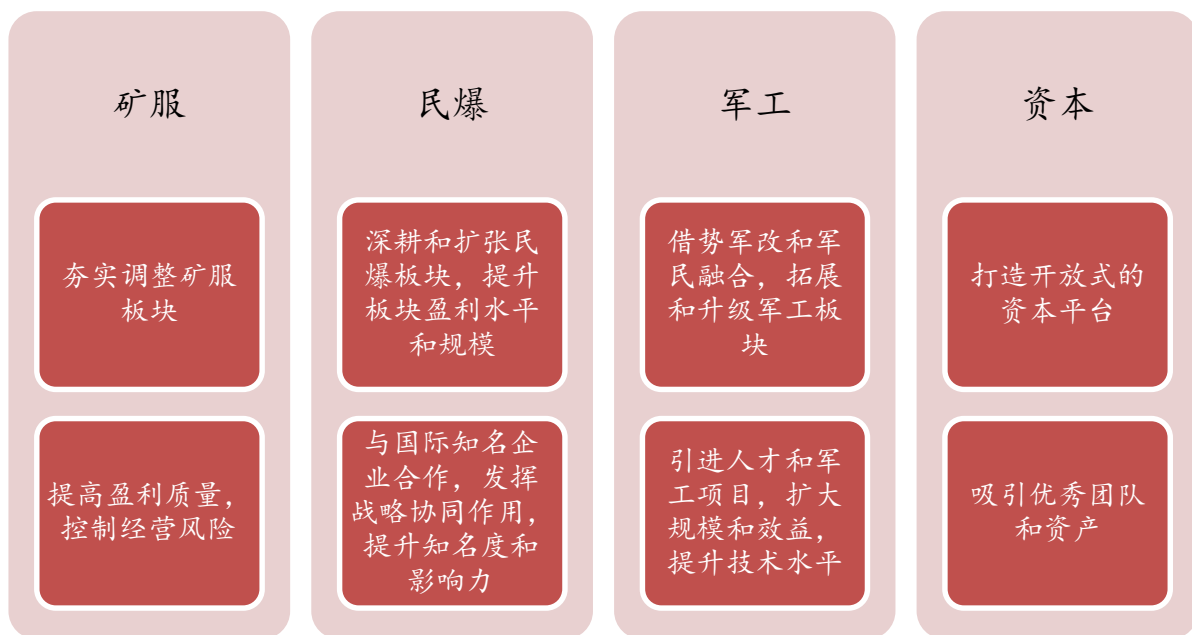 矿服
夯实调整矿服
板块
提高盈利质量，
控制经营风险
民爆
深耕和扩张民
爆板块，提升
板块盈利水平
和规模
与国际知名企
业合作，发挥
战略协同作用，
提升知名度和
影响力
军工
借势军改和军
民融合，拓展
和升级军工板
块
引进人才和军
工项目，扩大
规模和效益，
提升技术水平
资本
打造开放式的
资本平台
吸引优秀团队
和资产